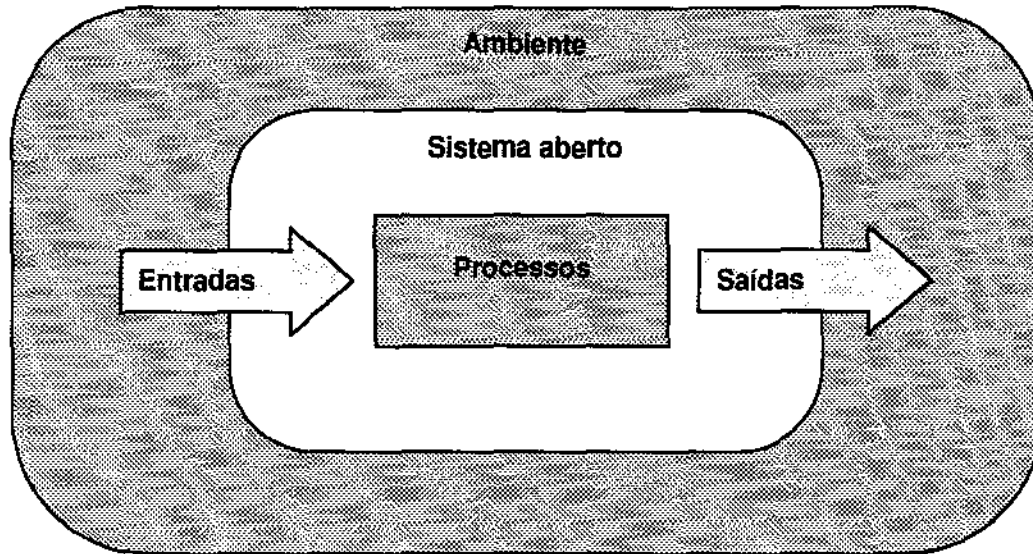 Ambiente
Sistema aberto
Entradas
Processos
Saídas